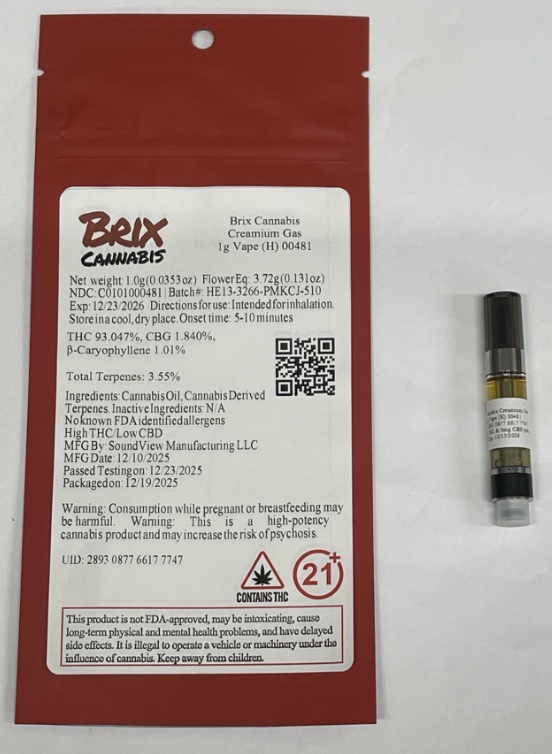 BRIX
CANNABIS
Brix Cannabis
Creamium Gas
1g Vape (H) 00481
Net weight: 1.0g(0.0353oz) FlowerEq: 3.72g(0.131oz)
NDC: C0101000481 Batch#: HE13-3266-PMKCJ-510
Exp: 12/23/2026 Directions for use: Intended for inhalation.
Store in a cool, dry place. Onset time: 5-10 minutes
THC 93.047%, CBG 1.840%,
β-Caryophyllene 1.01%
Total Terpenes: 3.55%
Ingredients: Cannabis Oil, Cannabis Derived
Terpenes. Inactive Ingredients: N/A
No known FDA identified allergens
High THC/Low CBD
MFG By: SoundView Manufacturing LLC
MFG Date: 12/10/2025
Passed Testing on: 12/23/2025
Packaged on: 12/19/2025
Warning: Consumption while pregnant or breastfeeding may
be harmful. Warning: This is a high-potency
cannabis product and may increase the risk of psychosis.
UID: 2893 0877 6617 7747
CONTAINS THC
21+
This product is not FDA-approved, may be intoxicating, cause
long-term physical and mental health problems, and have delayed
side effects. It is illegal to operate a vehicle or machinery under the
influence of cannabis. Keep away from children.
Creamium
Vape (H) 00481
0877 6617
CBD